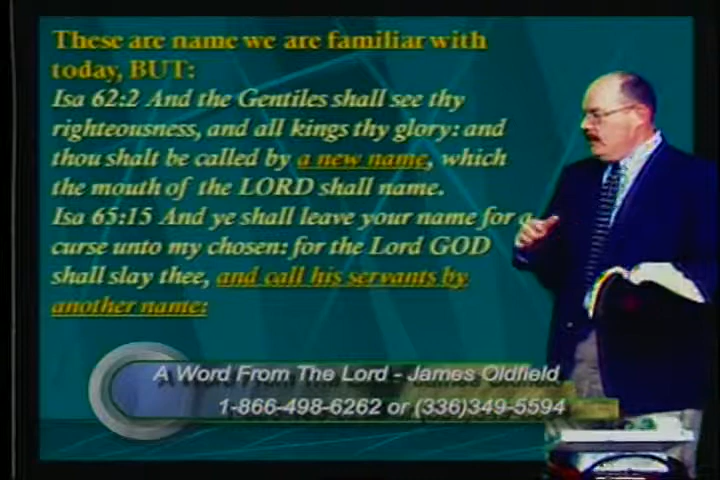 These are name we are familiar with
today, BUT:
Isa 62:2 And the Gentiles shall see thy
righteousness, and all kings thy glory: and
thou shalt be called by a new name, which
the mouth of the LORD shall name.
Isa 65:15 And ye shall leave your name for a
curse unto my chosen: for the Lord GOD
shall slay thee, and call his servants by
another name:
A Word From The Lord - James Oldfield
1-866-498-6262 or (336)349-5594